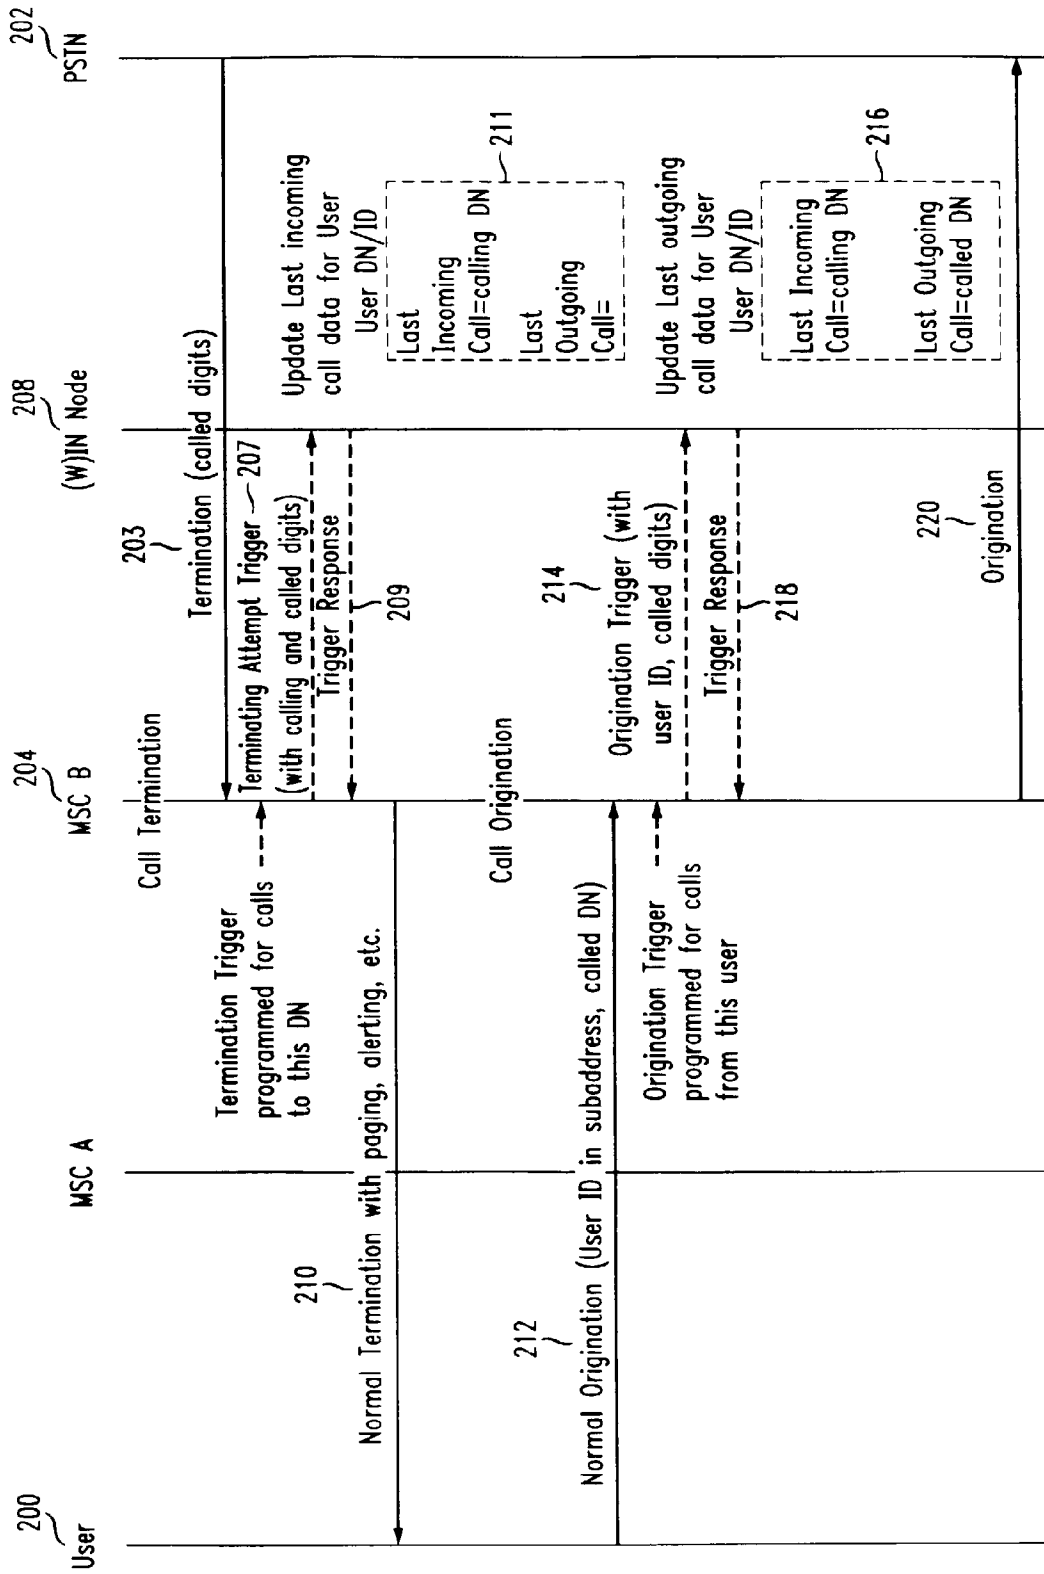 200
User
MSC A
204
MSC B
208
(W)IN Node
202
PSTN
Call Termination
203
Termination (called digits)
Termination Trigger
programmed for calls
to this DN
Terminating Attempt Trigger 207
(with calling and called digits)
Trigger Response
209
Update Last incoming
call data for User
User DN/ID
Last
Incoming
Call=calling DN
Last
Outgoing
Call=
211
210
Normal Termination with paging, alerting, etc.
Call Origination
212
Normal Origination (User ID in subaddress, called DN)
Origination Trigger
programmed for calls
from this user
214
Origination Trigger (with
user ID, called digits)
Trigger Response
218
Update Last outgoing
call data for User
User DN/ID
Last Incoming
Call=calling DN
Last Outgoing
Call=called DN
216
220
Origination